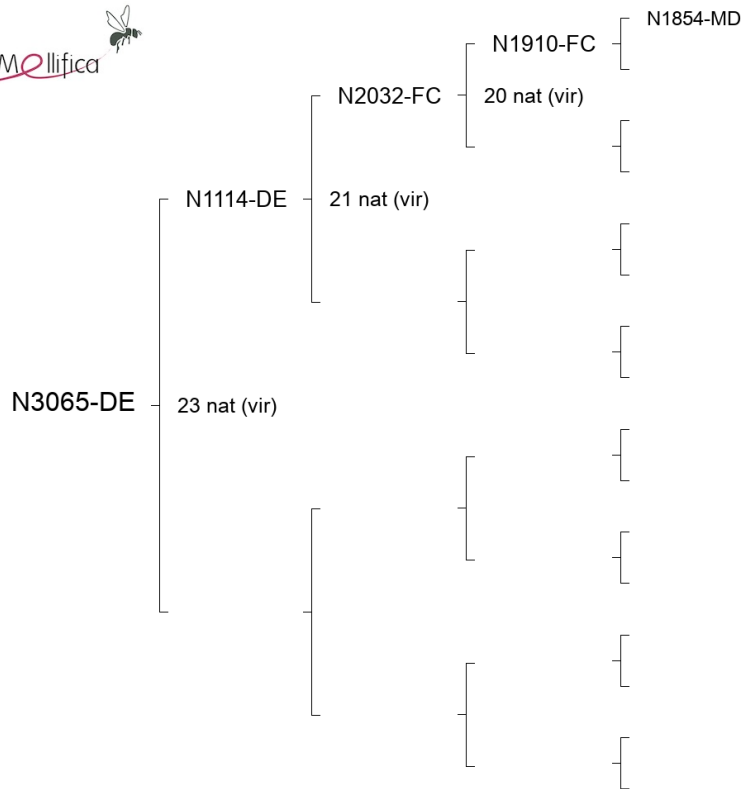 Mellifica
N1854-MD
N1910-FC
N2032-FC
20 nat (vir)
N1114-DE
21 nat (vir)
N3065-DE
23 nat (vir)